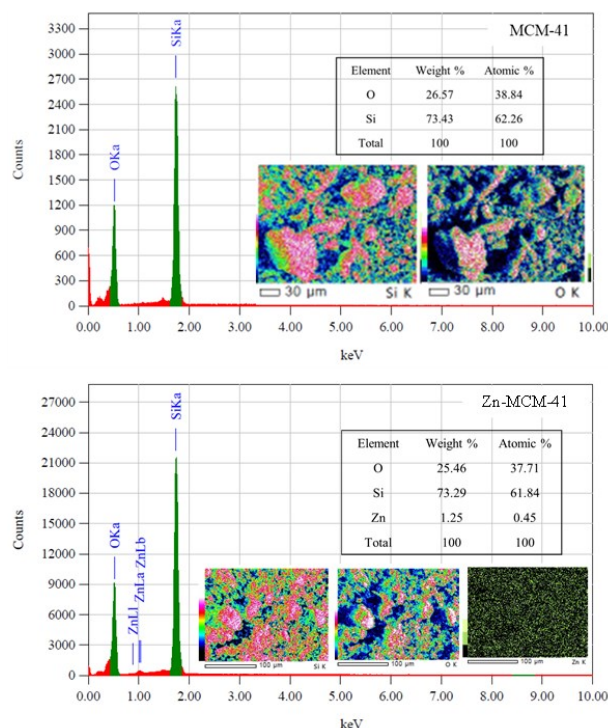 MCM-41
3300
3000
2700
2400
2100
1800
1500
1200
900
600
300
0
Counts
OKa
SiKa
Element Weight % Atomic %
O 26.57 38.84
Si 73.43 62.26
Total 100 100
30 µm Si K
30 µm O K
0.00 1.00 2.00 3.00 4.00 5.00 6.00 7.00 8.00 9.00 10.00
keV
Zn-MCM-41
27000
24000
21000
18000
15000
12000
9000
6000
3000
0
Counts
OKa
ZnLl
ZnLa ZnLb
SiKa
Element Weight % Atomic %
O 25.46 37.71
Si 73.29 61.84
Zn 1.25 0.45
Total 100 100
100 µm Si K
100 µm O K
100 µm Zn K
0.00 1.00 2.00 3.00 4.00 5.00 6.00 7.00 8.00 9.00 10.00
keV